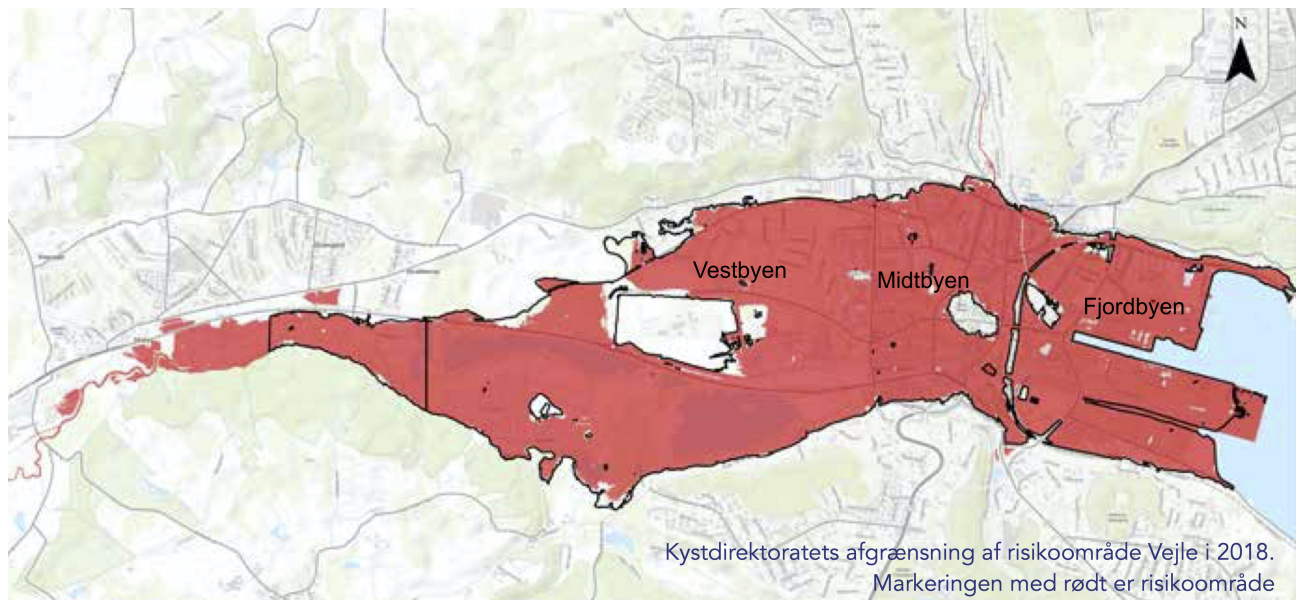 N
Vestbyen
Midtbyen
Fjordbyen
Kystdirektoratets afgrænsning af risikoområde Vejle i 2018.
Markeringen med rødt er risikoområde